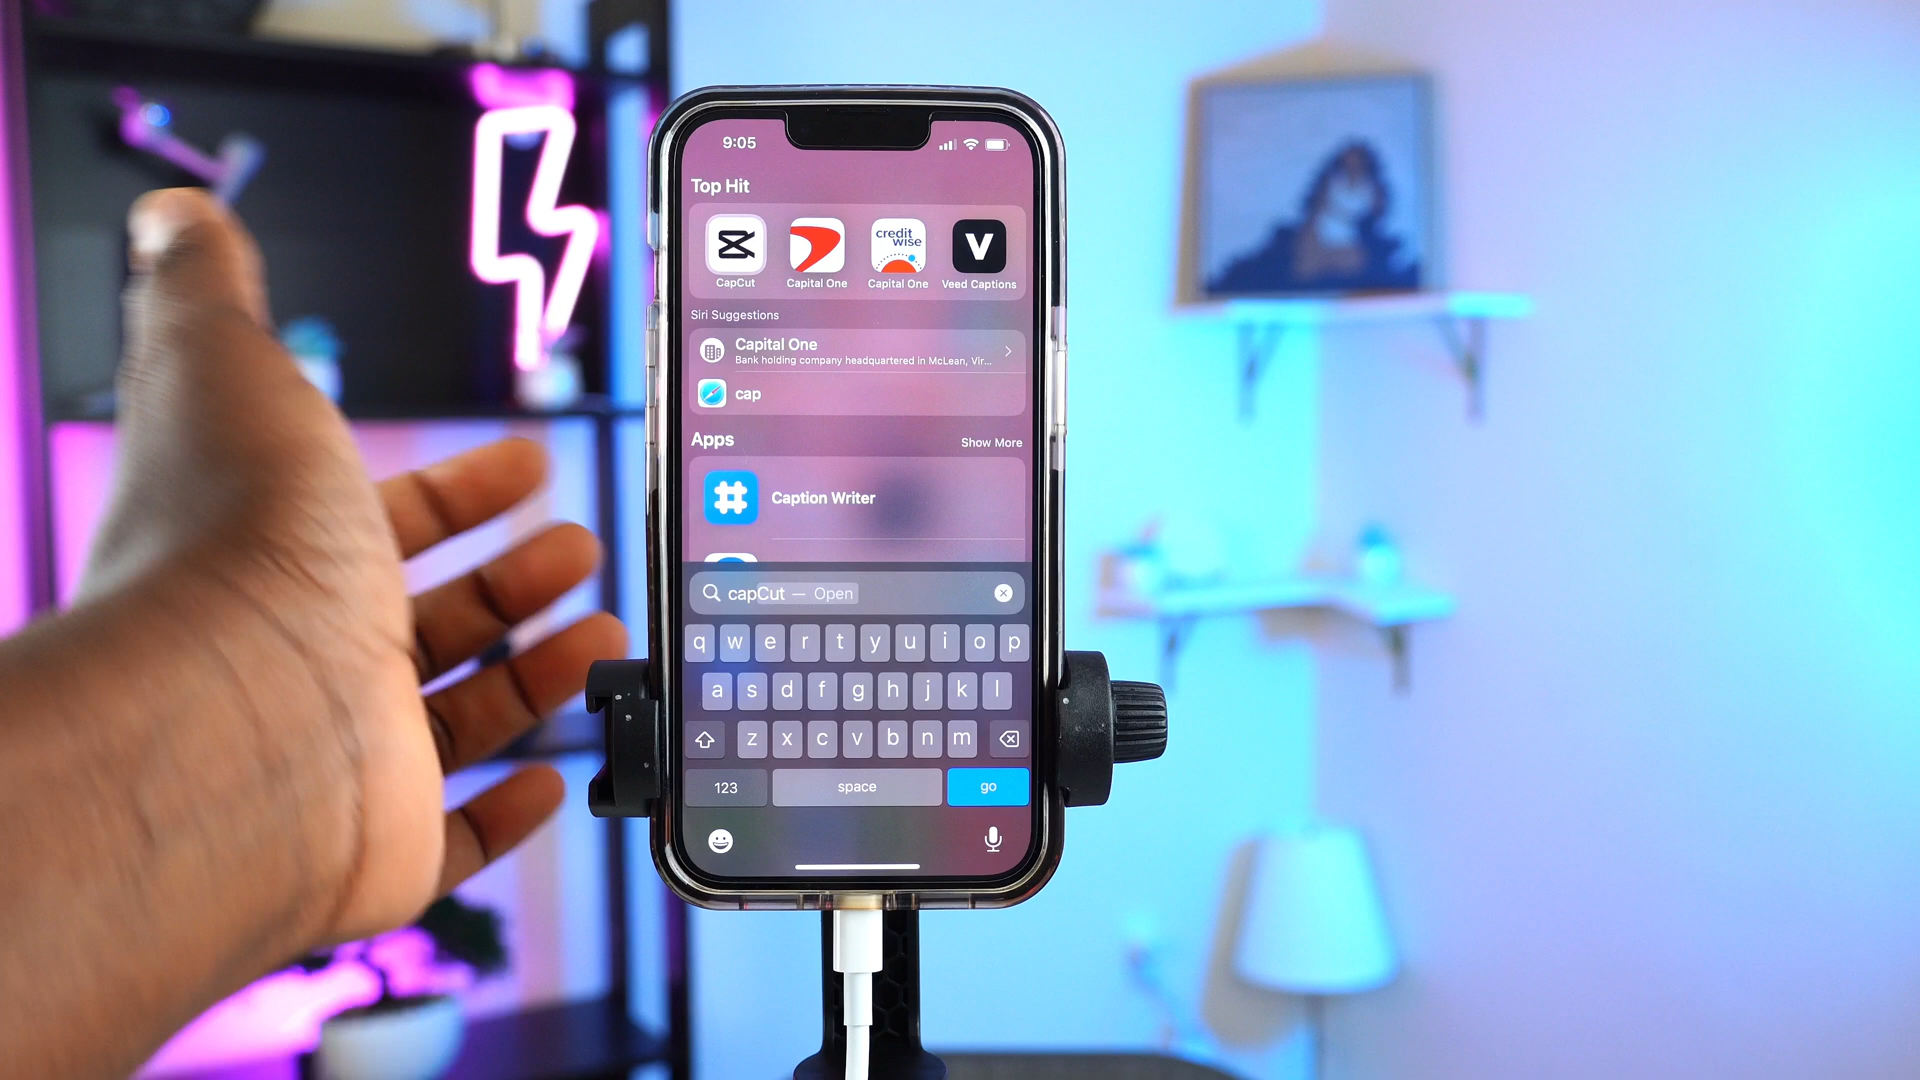 9:05
Top Hit
credit
wise
V
CapCut
Capital One
Capital One
Veed Captions
Siri Suggestions
Capital One
Bank holding company headquartered in McLean, Vir...
cap
Apps
Show More
Caption Writer
capCut — Open
q w e r t y u i o p
a s d f g h j k l
z x c v b n m
123
space
go